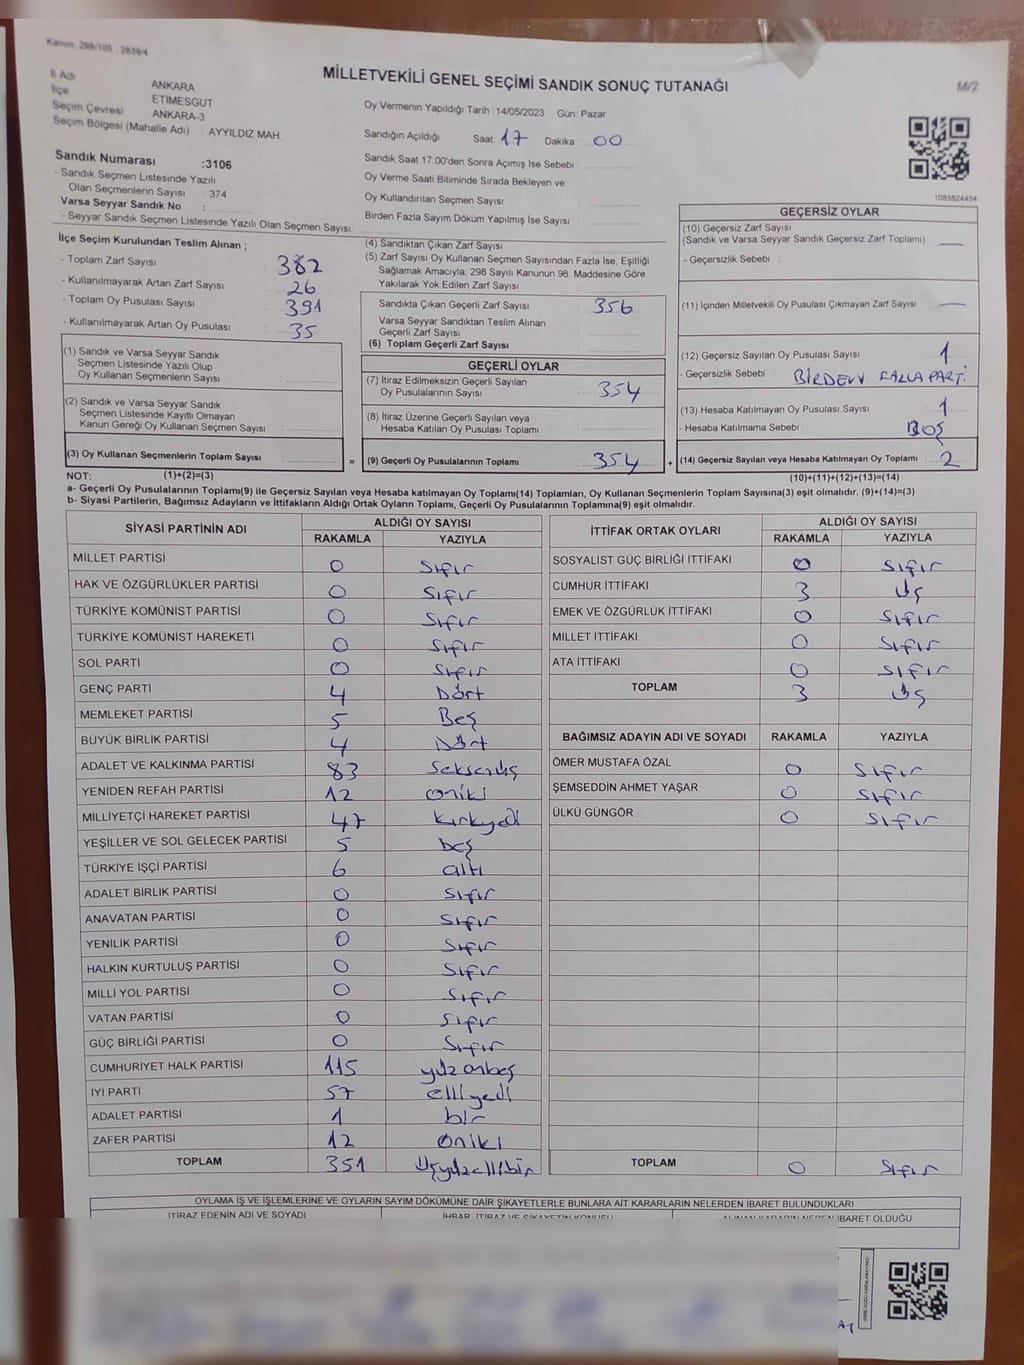 Kanun: 298/105 . 2839/4
MİLLETVEKİLİ GENEL SEÇİMİ SANDIK SONUÇ TUTANAĞI
M/2
İl Adı ANKARA
İlçe ETİMESGUT
Seçim Çevresi ANKARA-3
Seçim Bölgesi (Mahalle Adı) : AYYILDIZ MAH.
Oy Vermenin Yapıldığı Tarih : 14/05/2023 Gün: Pazar
Sandığın Açıldığı Saat: 17 Dakika : 00
Sandık Saat 17:00'den Sonra Açılmış İse Sebebi :
Oy Verme Saati Bitiminde Sırada Bekleyen ve
Oy Kullandırılan Seçmen Sayısı :
Birden Fazla Sayım Döküm Yapılmış İse Sayısı :
Sandık Numarası :3106
- Sandık Seçmen Listesinde Yazılı
Olan Seçmenlerin Sayısı : 374
Varsa Seyyar Sandık No :
- Seyyar Sandık Seçmen Listesinde Yazılı Olan Seçmen Sayısı:
1083824454
İlçe Seçim Kurulundan Teslim Alınan ;
- Toplam Zarf Sayısı : 382
- Kullanılmayarak Artan Zarf Sayısı : 26
- Toplam Oy Pusulası Sayısı : 391
- Kullanılmayarak Artan Oy Pusulası : 35
(4) Sandıktan Çıkan Zarf Sayısı :
(5) Zarf Sayısı Oy Kullanan Seçmen Sayısından Fazla İse, Eşitliği
Sağlamak Amacıyla, 298 Sayılı Kanunun 98. Maddesine Göre
Yakılarak Yok Edilen Zarf Sayısı :
Sandıkta Çıkan Geçerli Zarf Sayısı : 356
Varsa Seyyar Sandıktan Teslim Alınan
Geçerli Zarf Sayısı :
(6) Toplam Geçerli Zarf Sayısı :
GEÇERSİZ OYLAR
(10) Geçersiz Zarf Sayısı
(Sandık ve Varsa Seyyar Sandık Geçersiz Zarf Toplamı) : —
- Geçersizlik Sebebi :
(11) İçinden Milletvekili Oy Pusulası Çıkmayan Zarf Sayısı : —
(12) Geçersiz Sayılan Oy Pusulası Sayısı : 1
- Geçersizlik Sebebi : BİRDEN FAZLA PARTİ
(13) Hesaba Katılmayan Oy Pusulası Sayısı : 1
- Hesaba Katılmama Sebebi : BOŞ
(14) Geçersiz Sayılan veya Hesaba Katılmayan Oy Toplamı : 2
(10)+(11)+(12)+(13)=(14)
(1) Sandık ve Varsa Seyyar Sandık
Seçmen Listesinde Yazılı Olup
Oy Kullanan Seçmenlerin Sayısı :
(2) Sandık ve Varsa Seyyar Sandık
Seçmen Listesinde Kayıtlı Olmayan
Kanun Gereği Oy Kullanan Seçmen Sayısı :
(3) Oy Kullanan Seçmenlerin Toplam Sayısı : =
GEÇERLİ OYLAR
(7) İtiraz Edilmeksizin Geçerli Sayılan
Oy Pusulalarının Sayısı : 354
(8) İtiraz Üzerine Geçerli Sayılan veya
Hesaba Katılan Oy Pusulası Toplamı :
(9) Geçerli Oy Pusulalarının Toplamı : 354 +
NOT: (1)+(2)=(3)
a- Geçerli Oy Pusulalarının Toplamı(9) ile Geçersiz Sayılan veya Hesaba katılmayan Oy Toplamı(14) Toplamları, Oy Kullanan Seçmenlerin Toplam Sayısına(3) eşit olmalıdır. (9)+(14)=(3)
b- Siyasi Partilerin, Bağımsız Adayların ve İttifakların Aldığı Ortak Oyların Toplamı, Geçerli Oy Pusulalarının Toplamına(9) eşit olmalıdır.
SİYASİ PARTİNİN ADI ALDIĞI OY SAYISI
RAKAMLA YAZIYLA
MİLLET PARTİSİ 0 Sıfır
HAK VE ÖZGÜRLÜKLER PARTİSİ 0 Sıfır
TÜRKİYE KOMÜNİST PARTİSİ 0 Sıfır
TÜRKİYE KOMÜNİST HAREKETİ 0 Sıfır
SOL PARTİ 0 Sıfır
GENÇ PARTİ 4 Dört
MEMLEKET PARTİSİ 5 Beş
BÜYÜK BİRLİK PARTİSİ 4 Dört
ADALET VE KALKINMA PARTİSİ 83 Seksenüç
YENİDEN REFAH PARTİSİ 12 oniki
MİLLİYETÇİ HAREKET PARTİSİ 47 kırkyedi
YEŞİLLER VE SOL GELECEK PARTİSİ 5 beş
TÜRKİYE İŞÇİ PARTİSİ 6 altı
ADALET BİRLİK PARTİSİ 0 Sıfır
ANAVATAN PARTİSİ 0 Sıfır
YENİLİK PARTİSİ 0 Sıfır
HALKIN KURTULUŞ PARTİSİ 0 Sıfır
MİLLİ YOL PARTİSİ 0 Sıfır
VATAN PARTİSİ 0 Sıfır
GÜÇ BİRLİĞİ PARTİSİ 0 Sıfır
CUMHURİYET HALK PARTİSİ 115 yüzonbeş
İYİ PARTİ 57 elliyedi
ADALET PARTİSİ 1 bir
ZAFER PARTİSİ 12 oniki
TOPLAM 351 Üçyüzellibir
İTTİFAK ORTAK OYLARI ALDIĞI OY SAYISI
RAKAMLA YAZIYLA
SOSYALİST GÜÇ BİRLİĞİ İTTİFAKI 0 Sıfır
CUMHUR İTTİFAKI 3 Üç
EMEK VE ÖZGÜRLÜK İTTİFAKI 0 Sıfır
MİLLET İTTİFAKI 0 Sıfır
ATA İTTİFAKI 0 Sıfır
TOPLAM 3 Üç
BAĞIMSIZ ADAYIN ADI VE SOYADI RAKAMLA YAZIYLA
ÖMER MUSTAFA ÖZAL 0 Sıfır
ŞEMSEDDİN AHMET YAŞAR 0 Sıfır
ÜLKÜ GÜNGÖR 0 Sıfır
TOPLAM 0 Sıfır
OYLAMA İŞ VE İŞLEMLERİNE VE OYLARIN SAYIM DÖKÜMÜNE DAİR ŞİKAYETLERLE BUNLARA AİT KARARLARIN NELERDEN İBARET BULUNDUKLARI
İTİRAZ EDENİN ADI VE SOYADI İHBAR, İTİRAZ VE ŞİKAYETİN KONUSU ALINAN KARARIN NEDEN İBARET OLDUĞU